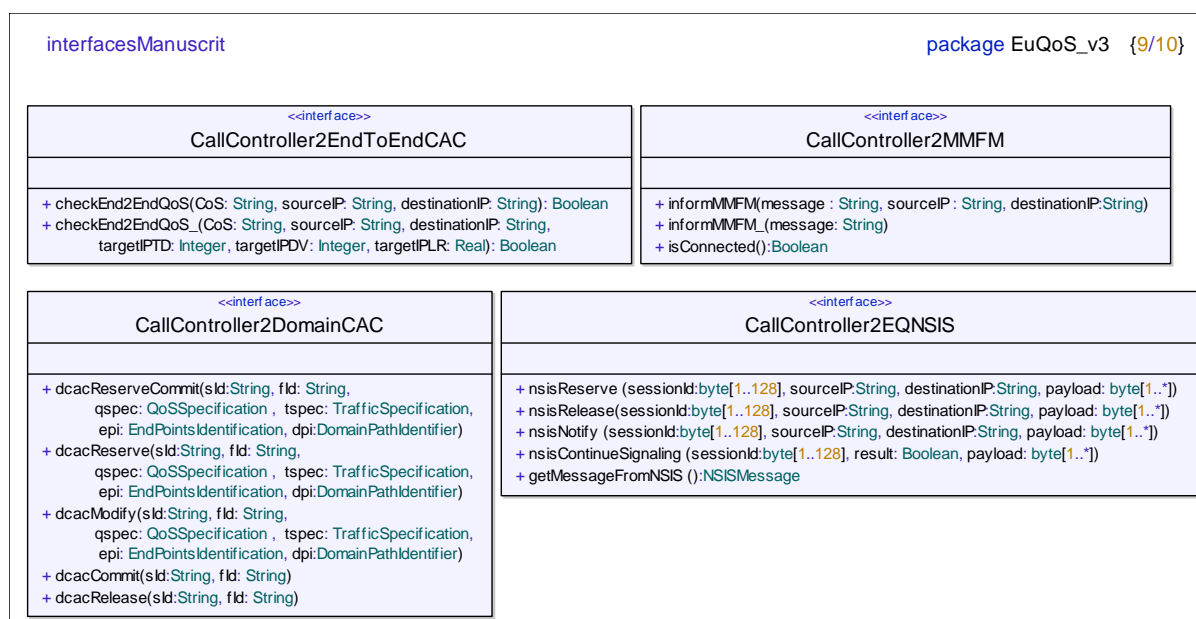 interfacesManuscrit
package EuQoS_v3 {9/10}
<<interface>>
CallController2EndToEndCAC
+ checkEnd2EndQoS(CoS: String, sourceIP: String, destinationIP: String): Boolean
+ checkEnd2EndQoS_(CoS: String, sourceIP: String, destinationIP: String,
targetIPTD: Integer, targetIPDV: Integer, targetIPLR: Real): Boolean
<<interface>>
CallController2MMFM
+ informMMFM(message : String, sourceIP : String, destinationIP:String)
+ informMMFM_(message: String)
+ isConnected():Boolean
<<interface>>
CallController2DomainCAC
+ dcacReserveCommit(sId:String, fId: String,
qspec: QoSSpecification , tspec: TrafficSpecification,
epi: EndPointsIdentification, dpi:DomainPathIdentifier)
+ dcacReserve(sId:String, fId: String,
qspec: QoSSpecification , tspec: TrafficSpecification,
epi: EndPointsIdentification, dpi:DomainPathIdentifier)
+ dcacModify(sId:String, fId: String,
qspec: QoSSpecification , tspec: TrafficSpecification,
epi: EndPointsIdentification, dpi:DomainPathIdentifier)
+ dcacCommit(sId:String, fId: String)
+ dcacRelease(sId:String, fId: String)
<<interface>>
CallController2EQNSIS
+ nsisReserve (sessionId:byte[1..128], sourceIP:String, destinationIP:String, payload: byte[1..*])
+ nsisRelease(sessionId:byte[1..128], sourceIP:String, destinationIP:String, payload: byte[1..*])
+ nsisNotify (sessionId:byte[1..128], sourceIP:String, destinationIP:String, payload: byte[1..*])
+ nsisContinueSignaling (sessionId:byte[1..128], result: Boolean, payload: byte[1..*])
+ getMessageFromNSIS ():NSISMessage